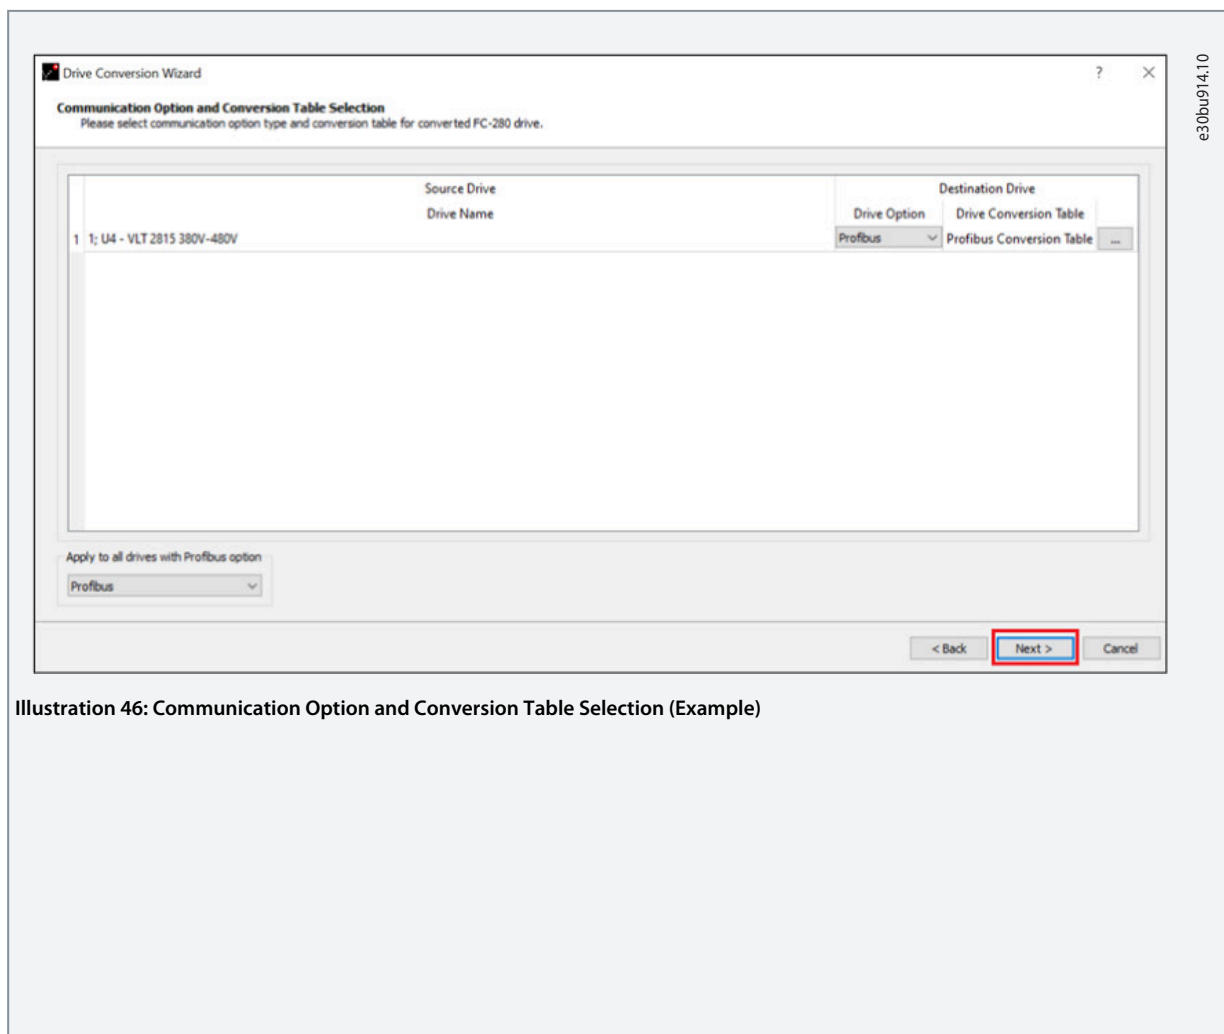 Drive Conversion Wizard
?
Communication Option and Conversion Table Selection
Please select communication option type and conversion table for converted FC-280 drive.
e30bu914.10
Source Drive Destination Drive
Drive Name Drive Option Drive Conversion Table
1 1; U4 - VLT 2815 380V-480V Profibus Profibus Conversion Table ...
Apply to all drives with Profibus option
Profibus
< Back Next > Cancel
Illustration 46: Communication Option and Conversion Table Selection (Example)